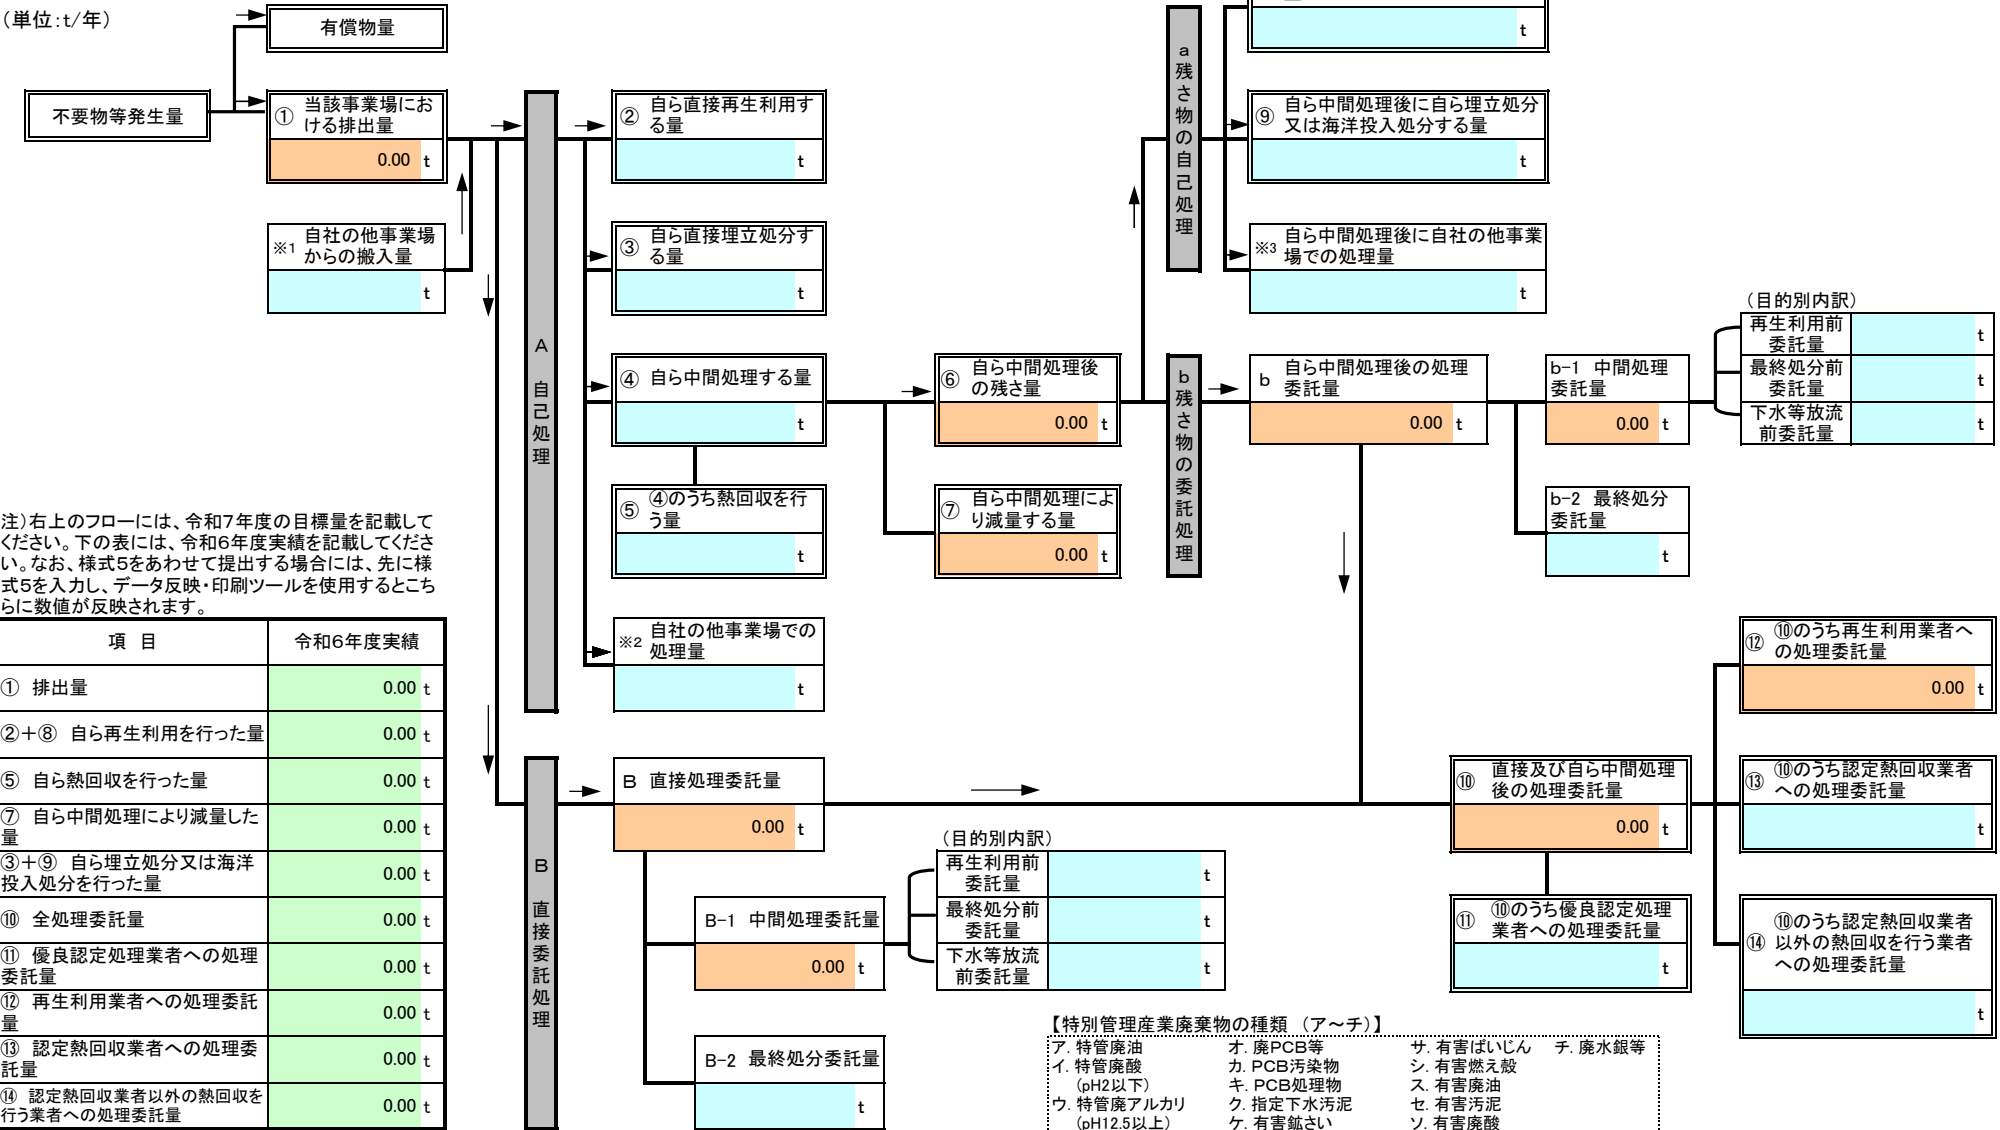 （単位：t/年）
有償物量
不要物等発生量
① 当該事業場にお
ける排出量
0.00 t
※1 自社の他事業場
からの搬入量
t
A 自己処理
② 自ら直接再生利用す
る量
t
③ 自ら直接埋立処分す
る量
t
④ 自ら中間処理する量
t
⑤ ④のうち熱回収を行
う量
t
※2 自社の他事業場での
処理量
t
⑥ 自ら中間処理後
の残さ量
0.00 t
⑦ 自ら中間処理によ
り減量する量
0.00 t
a 残さ物の自己処理
t
⑨ 自ら中間処理後に自ら埋立処分
又は海洋投入処分する量
t
※3 自ら中間処理後に自社の他事業
場での処理量
t
b 残さ物の委託処理
b 自ら中間処理後の処理
委託量
0.00 t
b-1 中間処理
委託量
0.00 t
b-2 最終処分
委託量
t
（目的別内訳）
再生利用前
委託量
t
最終処分前
委託量
t
下水等放流
前委託量
t
注）右上のフローには、令和7年度の目標量を記載して
ください。下の表には、令和6年度実績を記載してくださ
い。なお、様式5をあわせて提出する場合には、先に様
式5を入力し、データ反映・印刷ツールを使用するとこち
らに数値が反映されます。
項 目 令和6年度実績
① 排出量 0.00 t
②＋⑧ 自ら再生利用を行った量 0.00 t
⑤ 自ら熱回収を行った量 0.00 t
⑦ 自ら中間処理により減量した
量 0.00 t
③＋⑨ 自ら埋立処分又は海洋
投入処分を行った量 0.00 t
⑩ 全処理委託量 0.00 t
⑪ 優良認定処理業者への処理
委託量 0.00 t
⑫ 再生利用業者への処理委託
量 0.00 t
⑬ 認定熱回収業者への処理委
託量 0.00 t
⑭ 認定熱回収業者以外の熱回収を
行う業者への処理委託量 0.00 t
B 直接委託処理
B 直接処理委託量
0.00 t
B-1 中間処理委託量
0.00 t
B-2 最終処分委託量
t
（目的別内訳）
再生利用前
委託量
t
最終処分前
委託量
t
下水等放流
前委託量
t
⑩ 直接及び自ら中間処理
後の処理委託量
0.00 t
⑪ ⑩のうち優良認定処理
業者への処理委託量
t
⑫ ⑩のうち再生利用業者へ
の処理委託量
0.00 t
⑬ ⑩のうち認定熱回収業者
への処理委託量
t
⑭ ⑩のうち認定熱回収業者
以外の熱回収を行う業者
への処理委託量
t
【特別管理産業廃棄物の種類 （ア～チ）】
ア. 特管廃油 オ. 廃PCB等 サ. 有害ばいじん チ. 廃水銀等
イ. 特管廃酸 カ. PCB汚染物 シ. 有害燃え殻
（pH2以下） キ. PCB処理物 ス. 有害廃油
ウ. 特管廃アルカリ ク. 指定下水汚泥 セ. 有害汚泥
（pH12.5以上） ケ. 有害鉱さい ソ. 有害廃酸